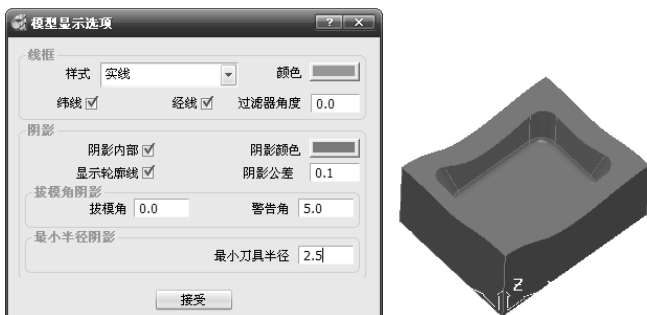 模型显示选项
线框
样式 实线 颜色
纬线 经线 过滤器角度 0.0
阴影
阴影内部 阴影颜色
显示轮廓线 阴影公差 0.1
拔模角阴影
拔模角 0.0 警告角 5.0
最小半径阴影
最小刀具半径 2.5
接受
Z